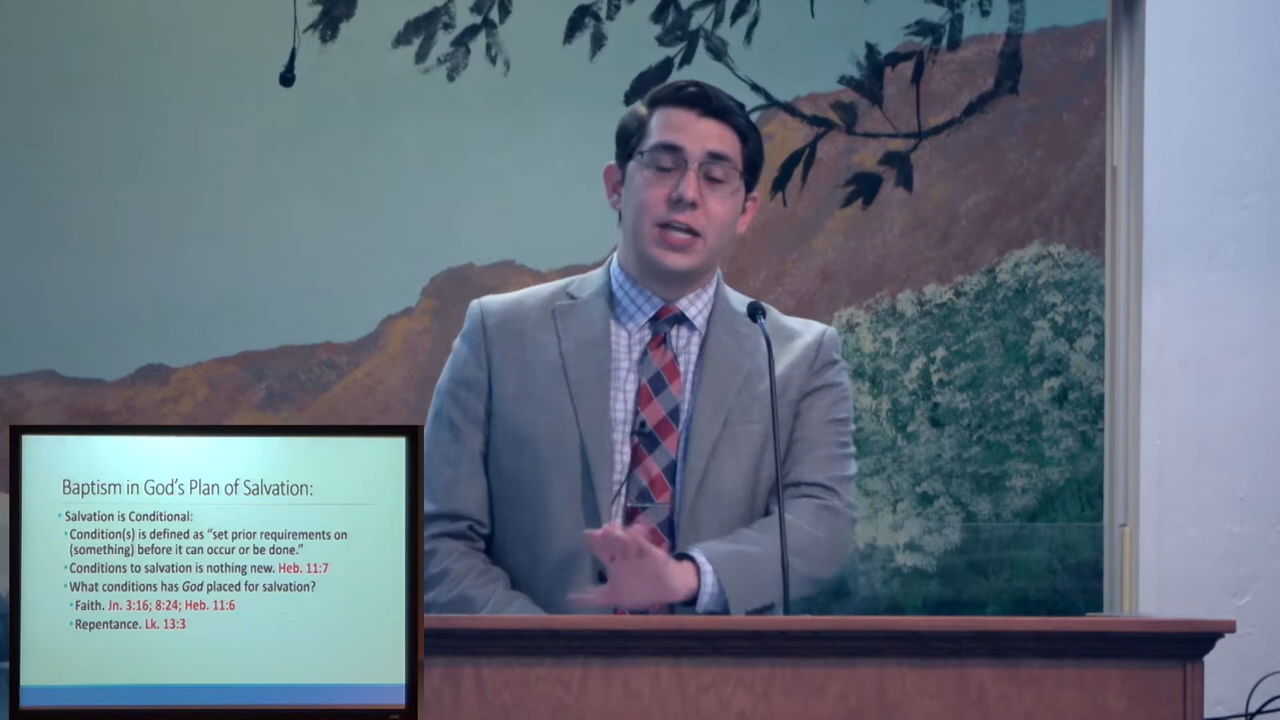 Baptism in God's Plan of Salvation:
Salvation is Conditional:
Condition(s) is defined as "set prior requirements on
(something) before it can occur or be done."
Conditions to salvation is nothing new. Heb. 11:7
What conditions has God placed for salvation?
Faith. Jn. 3:16; 8:24; Heb. 11:6
Repentance. Lk. 13:3